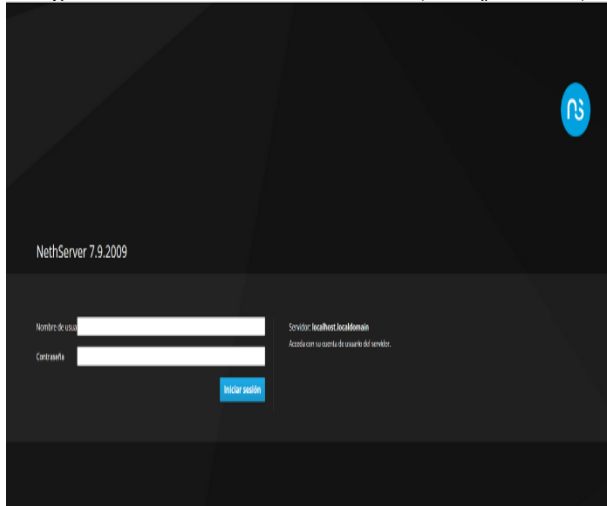 ns
NethServer 7.9.2009
Nombre de usua
Servidor: localhost.localdomain
Acceda con su cuenta de usuario del servidor.
Contraseña
Iniciar sesión